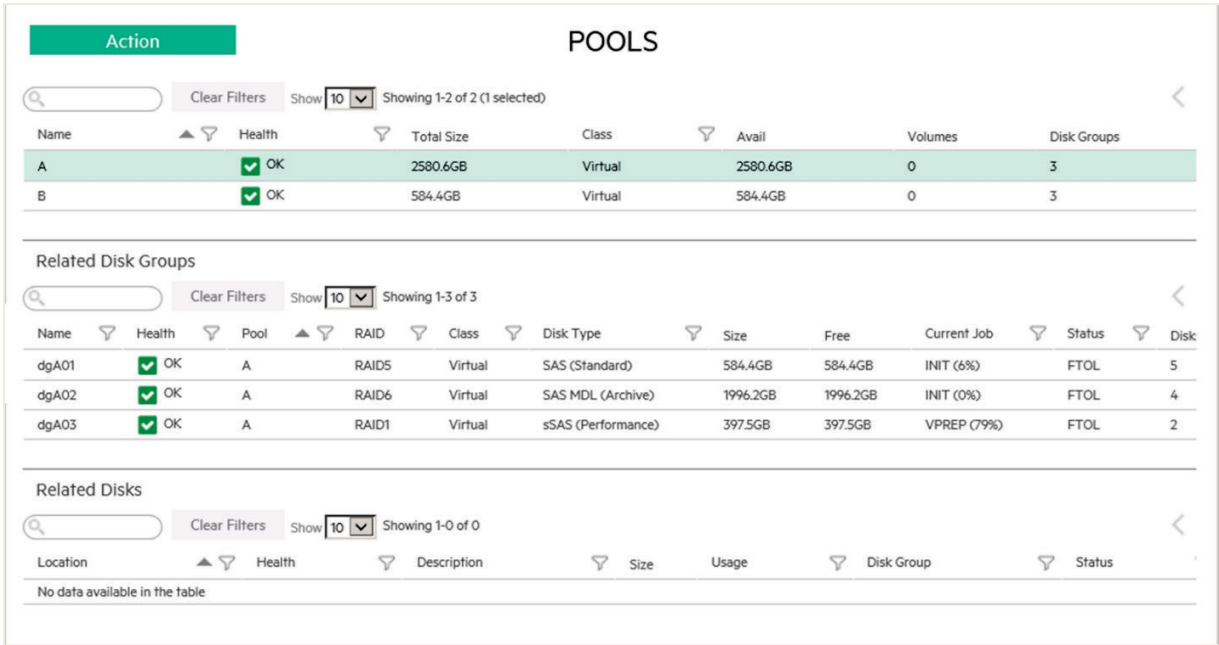 Action
POOLS
Clear Filters Show 10 Showing 1-2 of 2 (1 selected)
Name Health Total Size Class Avail Volumes Disk Groups
A OK 2580.6GB Virtual 2580.6GB 0 3
B OK 584.4GB Virtual 584.4GB 0 3
Related Disk Groups
Clear Filters Show 10 Showing 1-3 of 3
Name Health Pool RAID Class Disk Type Size Free Current Job Status Disk
dgA01 OK A RAID5 Virtual SAS (Standard) 584.4GB 584.4GB INIT (6%) FTOL 5
dgA02 OK A RAID6 Virtual SAS MDL (Archive) 1996.2GB 1996.2GB INIT (0%) FTOL 4
dgA03 OK A RAID1 Virtual sSAS (Performance) 397.5GB 397.5GB VPREP (79%) FTOL 2
Related Disks
Clear Filters Show 10 Showing 1-0 of 0
Location Health Description Size Usage Disk Group Status
No data available in the table